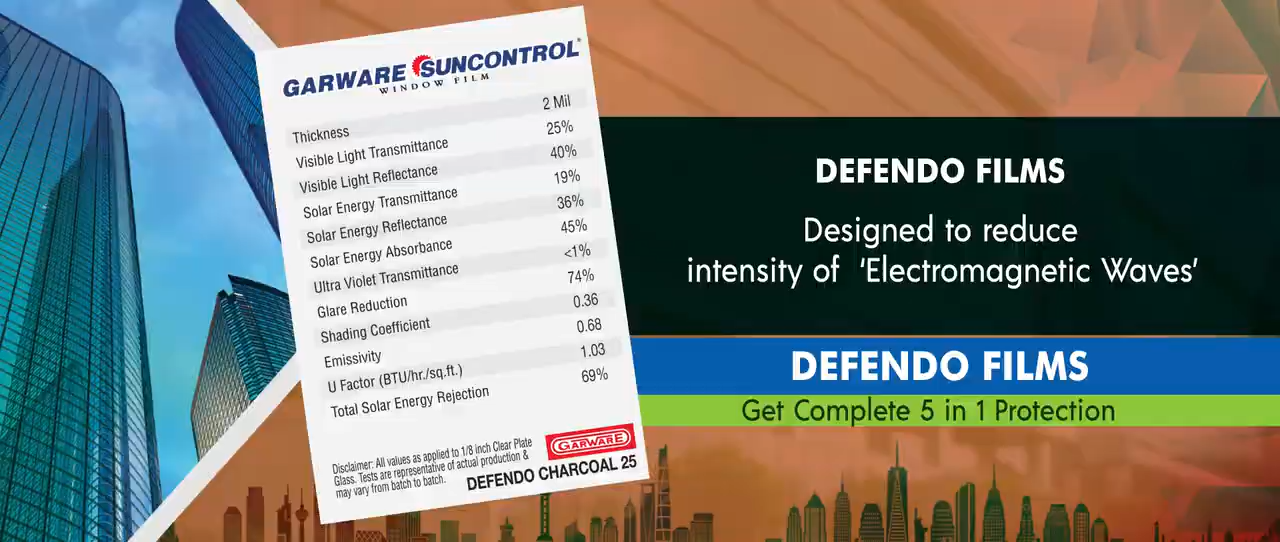 GARWARE SUNCONTROL®
WINDOW FILM
Thickness 2 Mil
Visible Light Transmittance 25%
Visible Light Reflectance 40%
Solar Energy Transmittance 19%
Solar Energy Reflectance 36%
Solar Energy Absorbance 45%
Ultra Violet Transmittance <1%
Glare Reduction 74%
Shading Coefficient 0.36
Emissivity 0.68
U Factor (BTU/hr./sq.ft.) 1.03
Total Solar Energy Rejection 69%
Disclaimer: All values as applied to 1/8 inch Clear Plate
Glass. Tests are representative of actual production &
may vary from batch to batch.
GARWARE
DEFENDO CHARCOAL 25
DEFENDO FILMS
Designed to reduce
intensity of 'Electromagnetic Waves'
DEFENDO FILMS
Get Complete 5 in 1 Protection